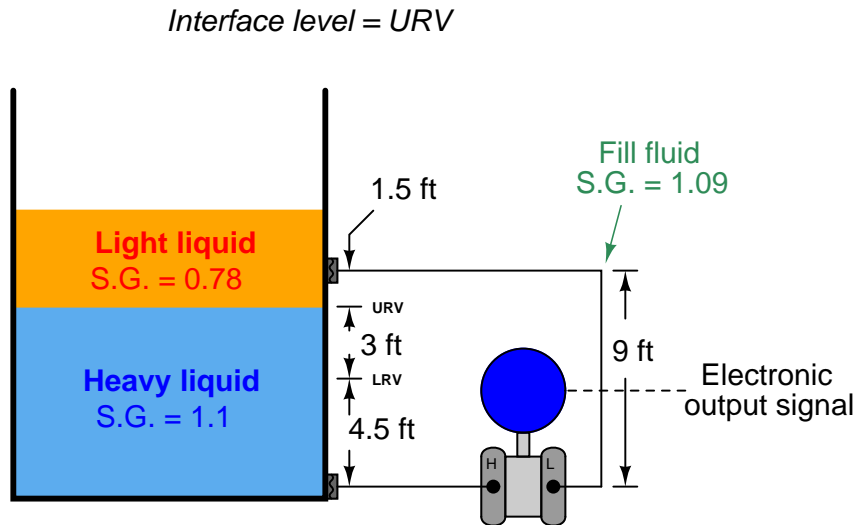 Interface level = URV
Fill fluid
S.G. = 1.09
1.5 ft
Light liquid
S.G. = 0.78
URV
3 ft
LRV
9 ft
Heavy liquid
S.G. = 1.1
4.5 ft
Electronic
output signal
H
L